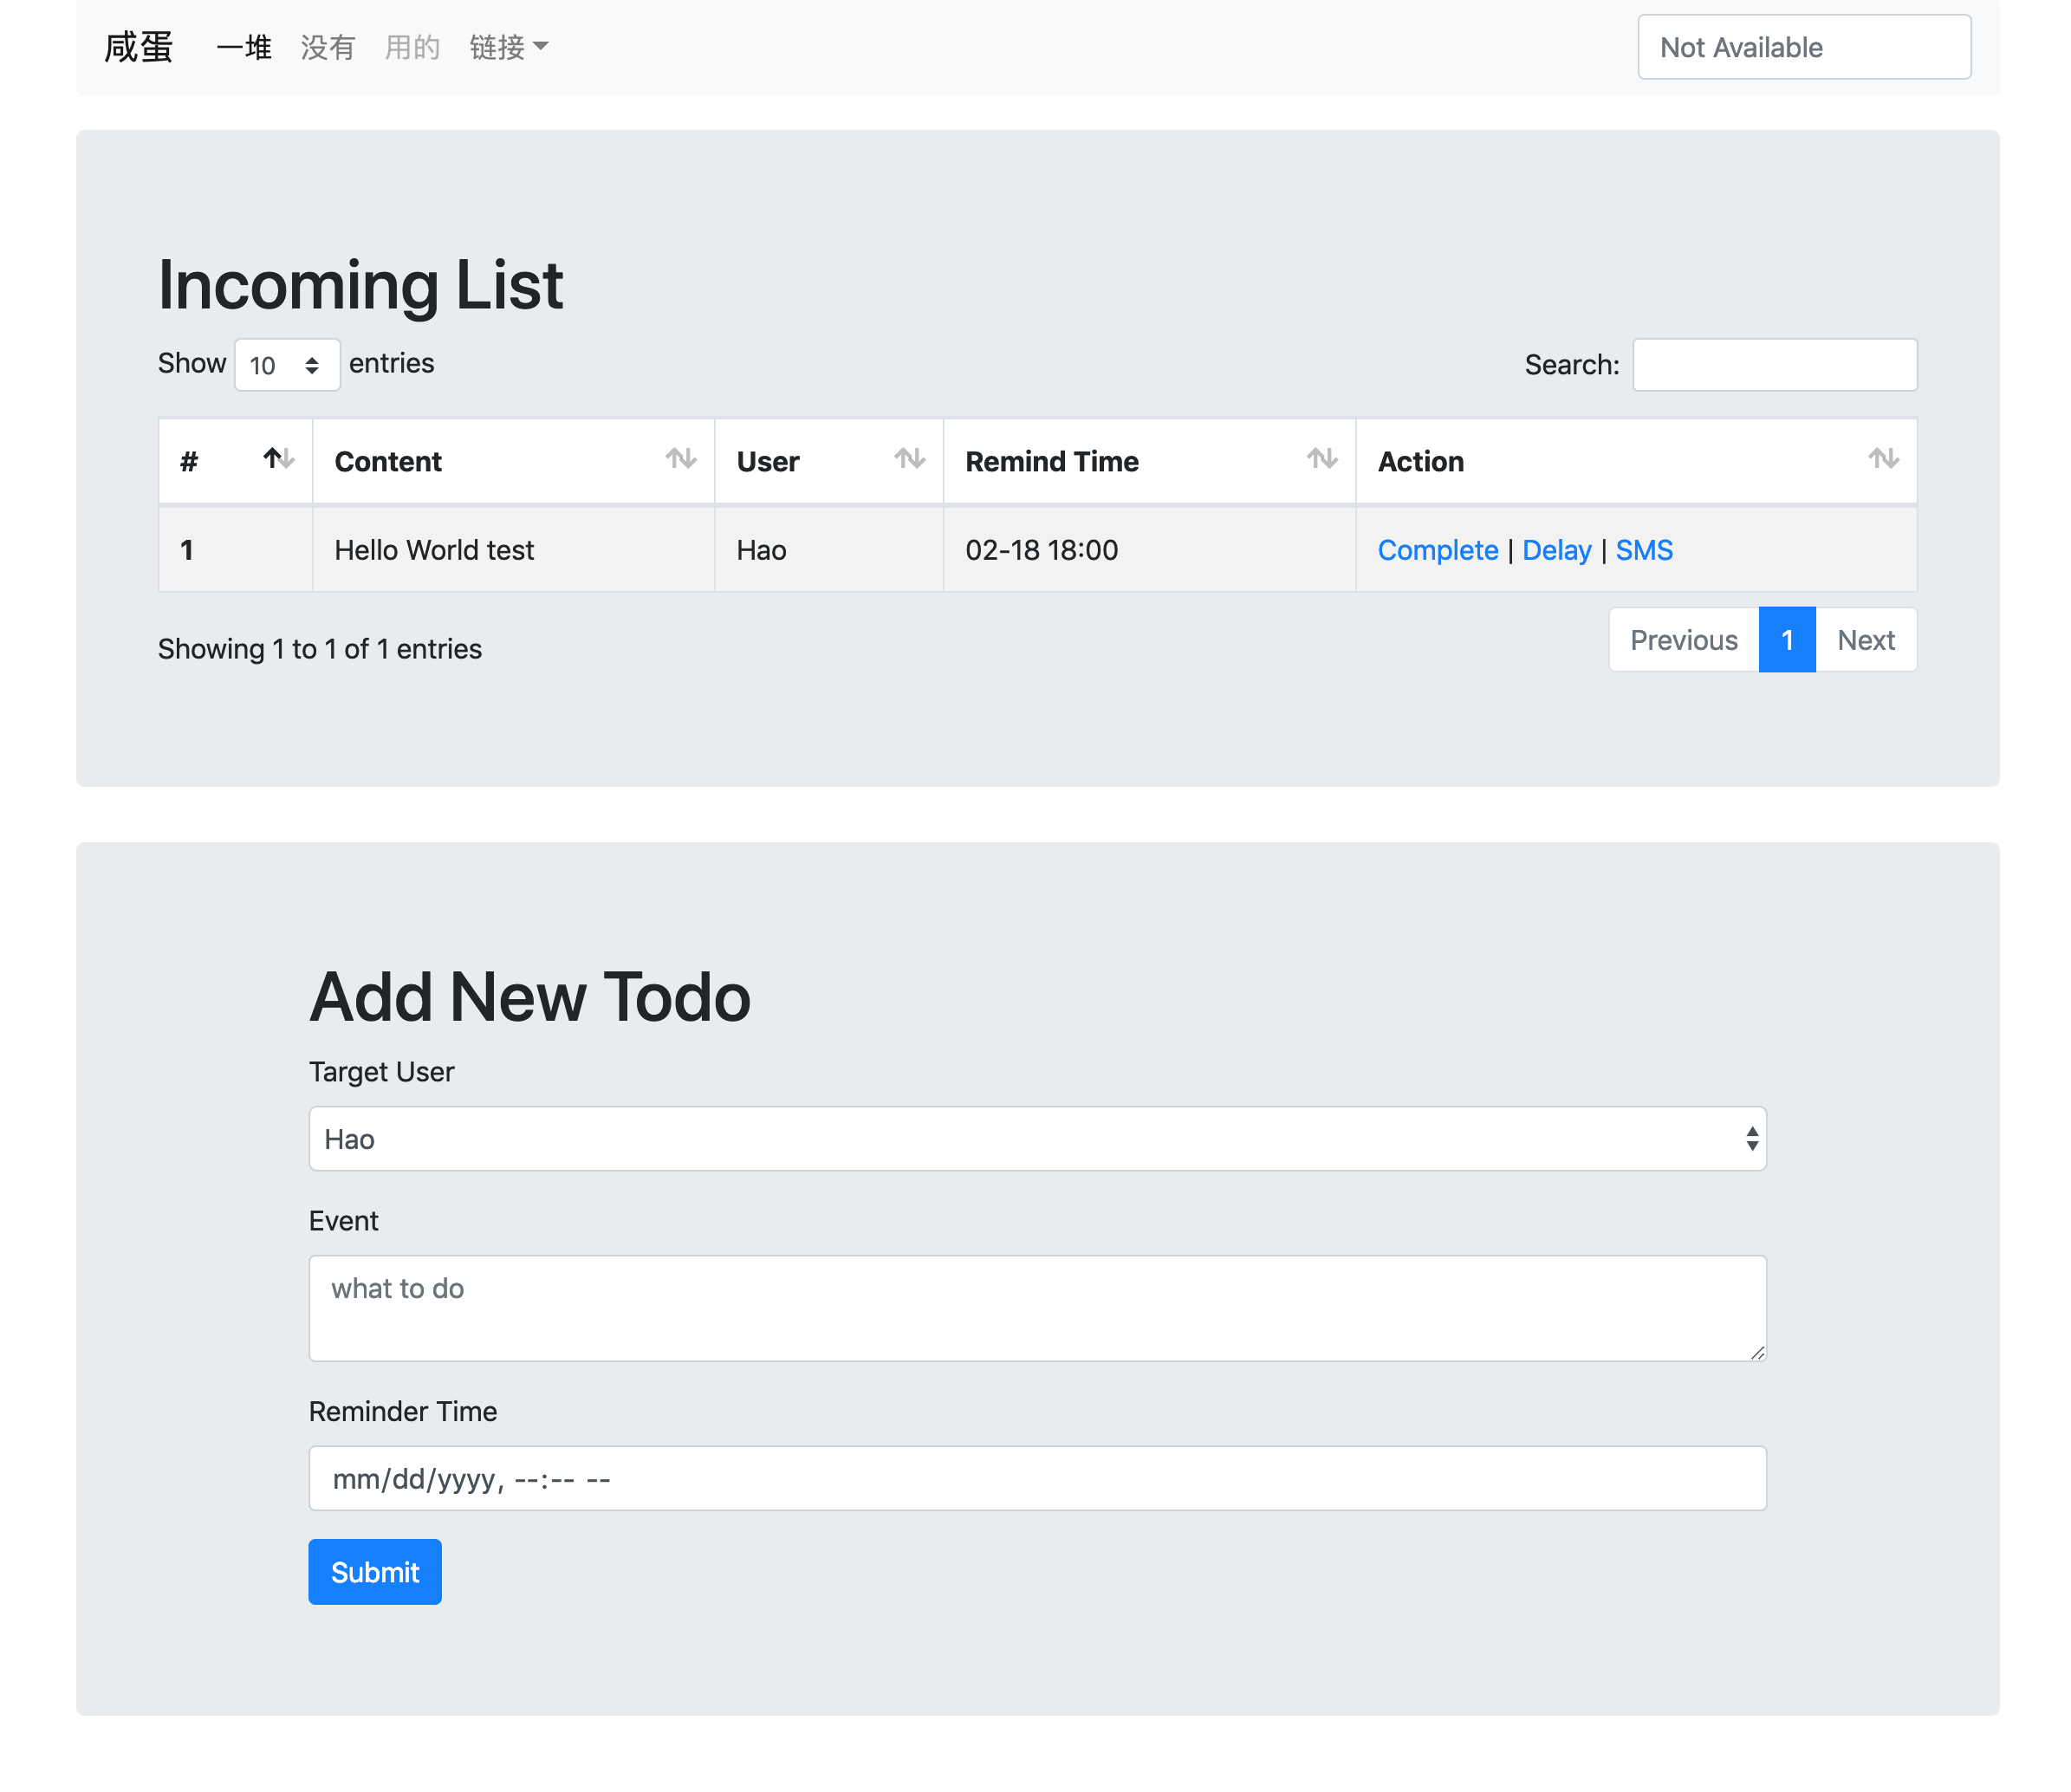 咸蛋 一堆 没有 用的 链接 Not Available
Incoming List
Show 10 entries Search:
# Content User Remind Time Action
1 Hello World test Hao 02-18 18:00 Complete | Delay | SMS
Showing 1 to 1 of 1 entries Previous 1 Next
Add New Todo
Target User
Hao
Event
what to do
Reminder Time
mm/dd/yyyy, --:-- --
Submit